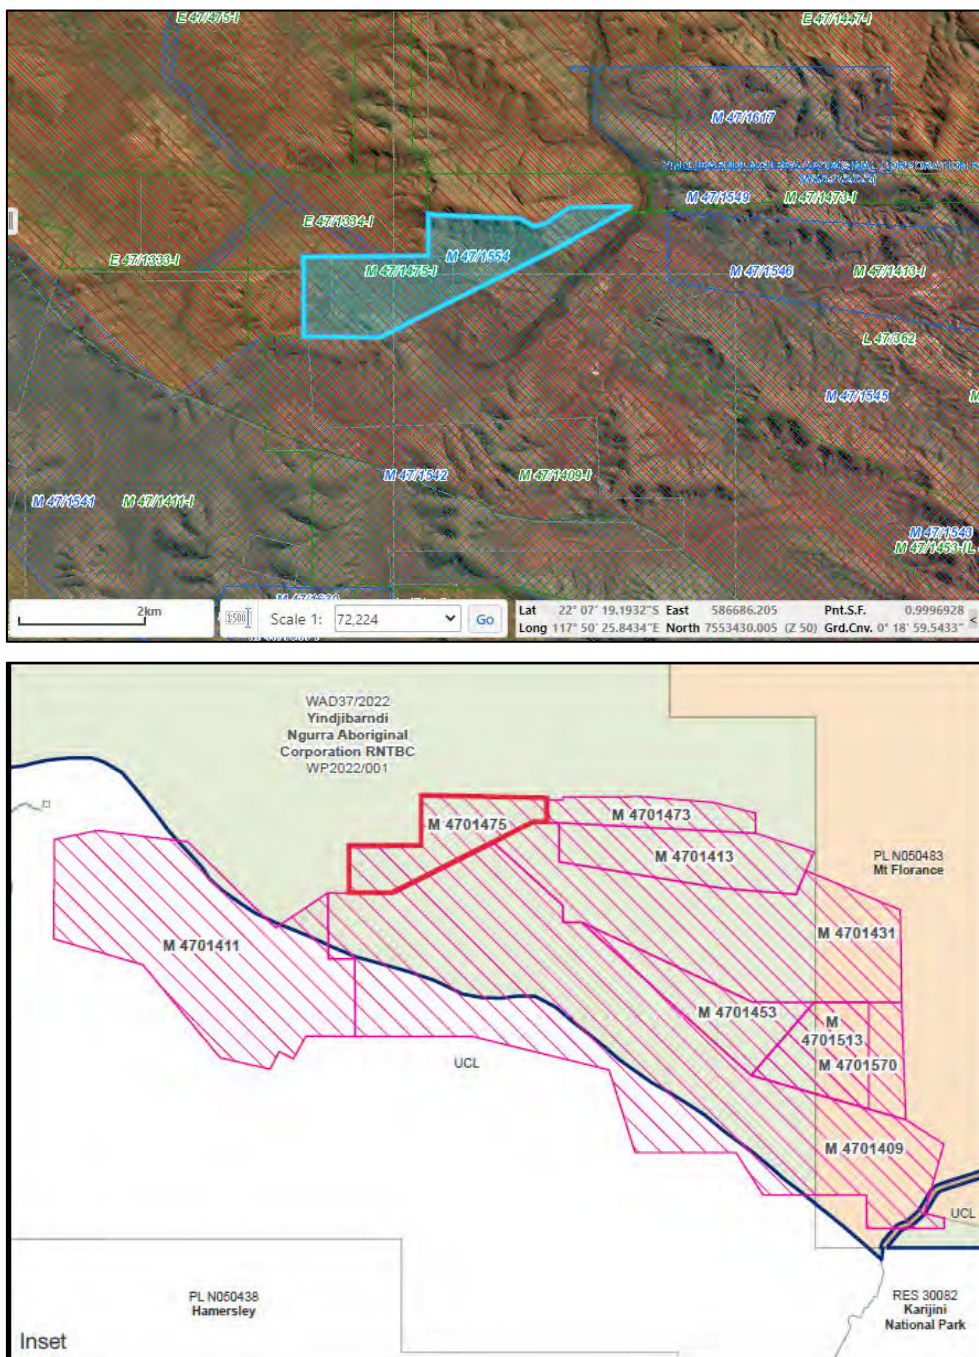 E 47/475-I
E 47/1447-I
M 47/1617
M 47/1549
M 47/1473-I
E 47/1334-I
E 47/1333-I
M 47/1554
M 47/1475-I
M 47/1546
M 47/1413-I
L 47/362
M 47/1545
M 47/1542
M 47/1409-I
M 47/1541
M 47/1411-I
M 47/1543
M 47/1453-I
2km
Scale 1:
72,224
Go
Lat 22° 07' 19.1932"S East 586686.205 Pnt.S.F. 0.9996928
Long 117° 50' 25.8434"E North 7553430.005 (Z 50) Grd.Cnv. 0° 18' 59.5433"
<
WAD37/2022
Yindjibarndi
Ngurra Aboriginal
Corporation RNTBC
WP2022/001
M 4701475
M 4701473
M 4701413
PL N050483
Mt Florance
M 4701431
M 4701411
M 4701453
M
4701513
M 4701570
UCL
M 4701409
UCL
PL N050438
Hamersley
RES 30082
Karijini
National Park
Inset